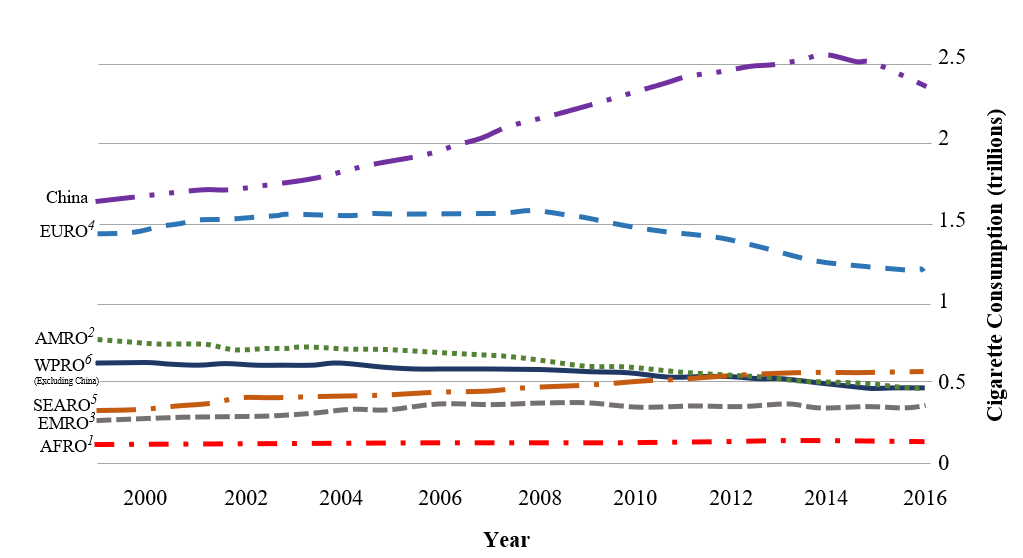 2.5
2
1.5
1
0.5
0
Cigarette Consumption (trillions)
China
EURO4
AMRO2
WPRO6
(Excluding China)
SEARO5
EMRO3
AFRO1
2000 2002 2004 2006 2008 2010 2012 2014 2016
Year